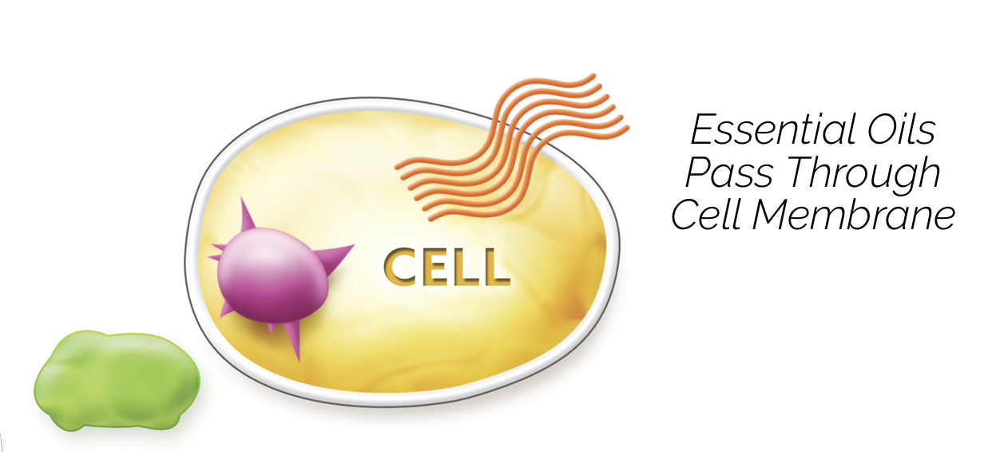 CELL
Essential Oils
Pass Through
Cell Membrane